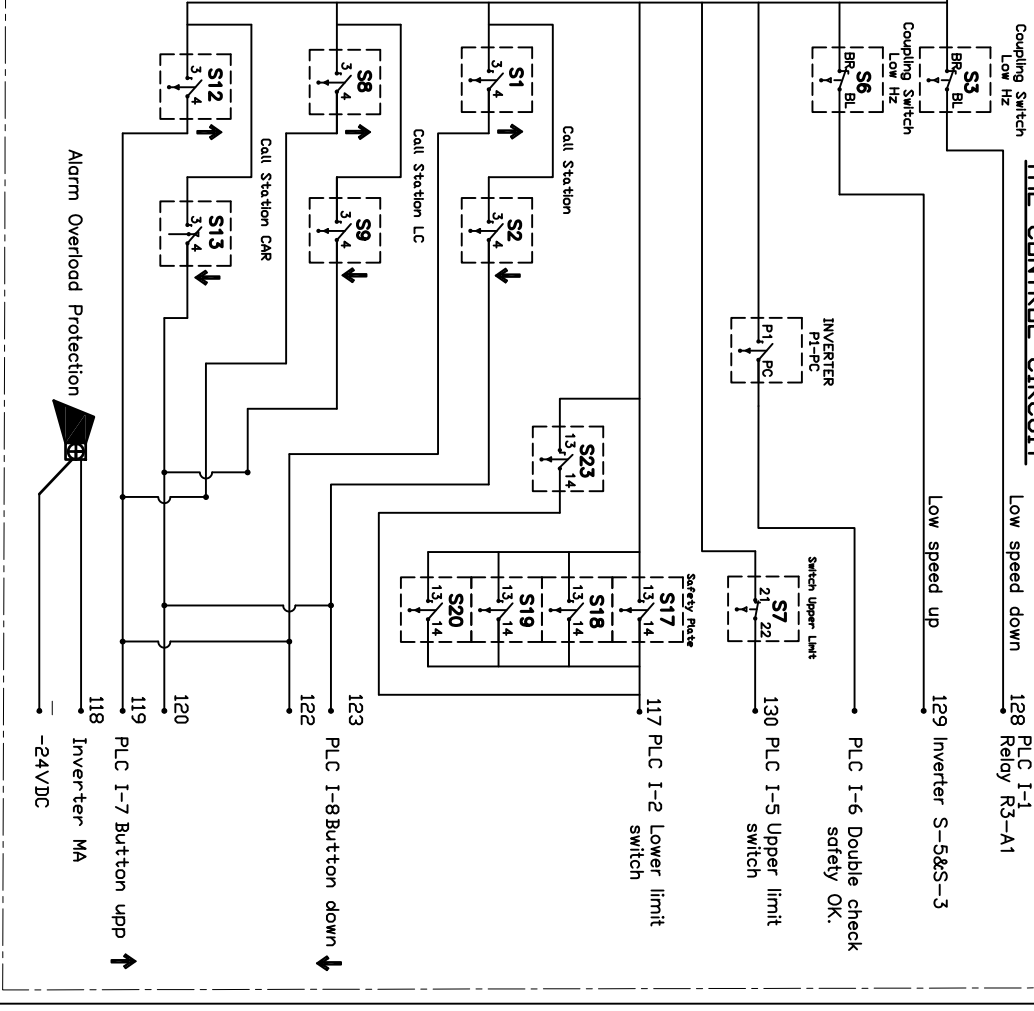 Coupling Switch
Low Hz
S3
BR
BL
Low speed down
128
PLC I-1
Relay R3-A1
Coupling Switch
Low Hz
S6
BR
BL
Low speed up
129 Inverter S-5&S-3
INVERTER
P1-PC
P1
PC
PLC I-6 Double check
safety OK.
Switch Upper Limit
S7
21
22
130 PLC I-5 Upper limit
switch
Safety Plate
S17
13
14
117 PLC I-2 Lower limit
switch
S18
13
14
S19
13
14
S20
13
14
S23
13
14
Call Station
S1
3
4
S2
3
4
Call Station LC
S8
3
4
S9
3
4
123
PLC I-8 Button down
122
Call Station CAR
S12
3
4
S13
3
4
120
119
PLC I-7 Button upp
Alarm Overload Protection
118
Inverter MA
-24VDC